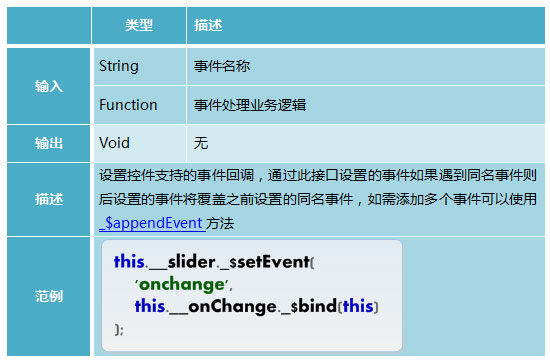 类型 描述
输入 String 事件名称
Function 事件处理业务逻辑
输出 Void 无
描述 设置控件支持的事件回调，通过此接口设置的事件如果遇到同名事件则
后设置的事件将覆盖之前设置的同名事件，如需添加多个事件可以使用
_$appendEvent 方法
范例
this.__slider._$setEvent(
'onchange',
this.__onChange._$bind(this)
);